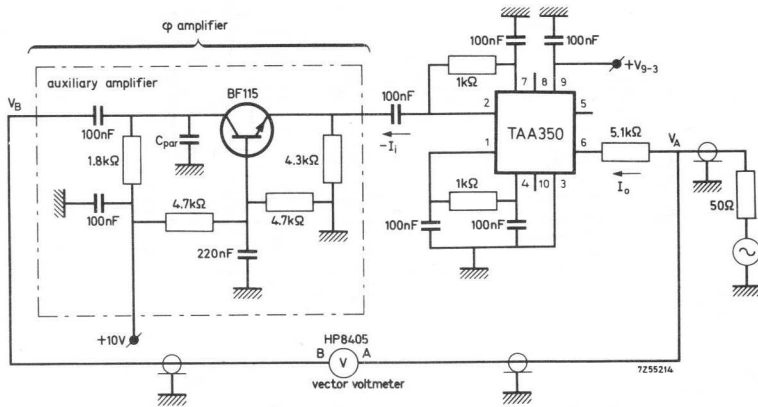 φ amplifier
auxiliary amplifier
V_B
100nF
1.8kΩ
C_par
BF115
4.3kΩ
100nF
4.7kΩ
4.7kΩ
220nF
+10V
100nF
-I_i
1kΩ
100nF
100nF
+V_9-3
7
8
9
2
5
TAA350
1
6
4
10
3
5.1kΩ
V_A
I_o
50Ω
1kΩ
100nF
100nF
HP8405
B
V
A
vector voltmeter
7Z55214